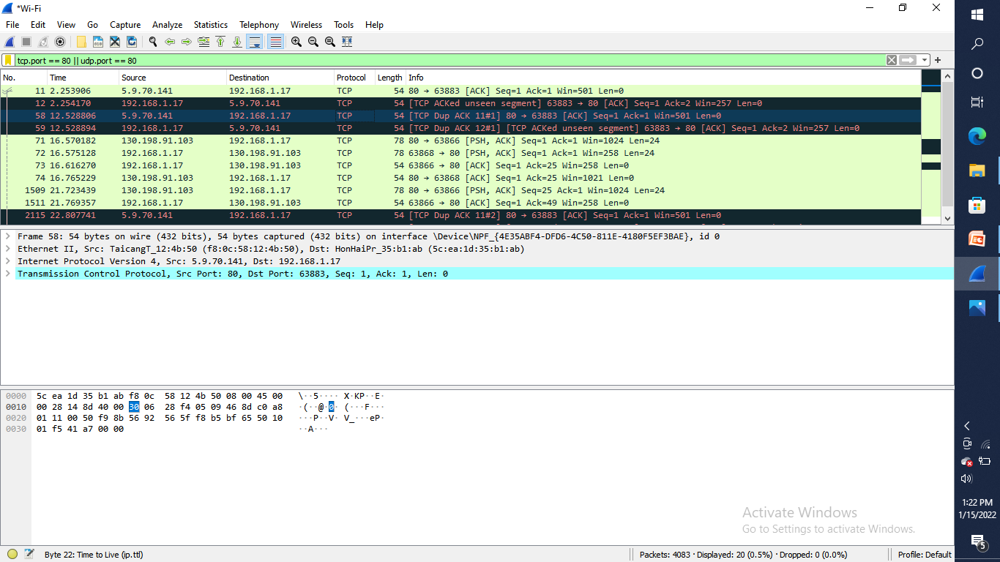 *Wi-Fi
File Edit View Go Capture Analyze Statistics Telephony Wireless Tools Help
tcp.port == 80 || udp.port == 80
No. Time Source Destination Protocol Length Info
11 2.253906 5.9.70.141 192.168.1.17 TCP 54 80 → 63883 [ACK] Seq=1 Ack=1 Win=501 Len=0
12 2.254170 192.168.1.17 5.9.70.141 TCP 54 [TCP ACKed unseen segment] 63883 → 80 [ACK] Seq=1 Ack=2 Win=257 Len=0
58 12.528806 5.9.70.141 192.168.1.17 TCP 54 [TCP Dup ACK 11#1] 80 → 63883 [ACK] Seq=1 Ack=1 Win=501 Len=0
59 12.528894 192.168.1.17 5.9.70.141 TCP 54 [TCP Dup ACK 12#1] [TCP ACKed unseen segment] 63883 → 80 [ACK] Seq=1 Ack=2 Win=257 Len=0
71 16.570182 130.198.91.103 192.168.1.17 TCP 78 80 → 63866 [PSH, ACK] Seq=1 Ack=1 Win=1024 Len=24
72 16.575128 192.168.1.17 130.198.91.103 TCP 78 63868 → 80 [PSH, ACK] Seq=1 Ack=1 Win=258 Len=24
73 16.616270 192.168.1.17 130.198.91.103 TCP 54 63866 → 80 [ACK] Seq=1 Ack=25 Win=258 Len=0
74 16.765229 130.198.91.103 192.168.1.17 TCP 54 80 → 63868 [ACK] Seq=1 Ack=25 Win=1021 Len=0
1509 21.723439 130.198.91.103 192.168.1.17 TCP 78 80 → 63866 [PSH, ACK] Seq=25 Ack=1 Win=1024 Len=24
1511 21.769357 192.168.1.17 130.198.91.103 TCP 54 63866 → 80 [ACK] Seq=1 Ack=49 Win=258 Len=0
2115 22.807741 5.9.70.141 192.168.1.17 TCP 54 [TCP Dup ACK 11#2] 80 → 63883 [ACK] Seq=1 Ack=1 Win=501 Len=0
Frame 58: 54 bytes on wire (432 bits), 54 bytes captured (432 bits) on interface \Device\NPF_{4E35ABF4-DFD6-4C50-811E-4180F5EF3BAE}, id 0
Ethernet II, Src: TaicangT_12:4b:50 (f8:0c:58:12:4b:50), Dst: HonHaiPr_35:b1:ab (5c:ea:1d:35:b1:ab)
Internet Protocol Version 4, Src: 5.9.70.141, Dst: 192.168.1.17
Transmission Control Protocol, Src Port: 80, Dst Port: 63883, Seq: 1, Ack: 1, Len: 0
0000 5c ea 1d 35 b1 ab f8 0c 58 12 4b 50 08 00 45 00 \··5···· X·KP··E·
0010 00 28 14 8d 40 00 30 06 28 f4 05 09 46 8d c0 a8 ·(··@·0· (···F···
0020 01 11 00 50 f9 8b 56 92 56 5f f8 b5 bf 65 50 10 ···P··V· V_···eP·
0030 01 f5 41 a7 00 00 ··A···
Activate Windows
Go to Settings to activate Windows.
Byte 22: Time to Live (ip.ttl) Packets: 4083 · Displayed: 20 (0.5%) · Dropped: 0 (0.0%) Profile: Default
1:22 PM
1/15/2022
5